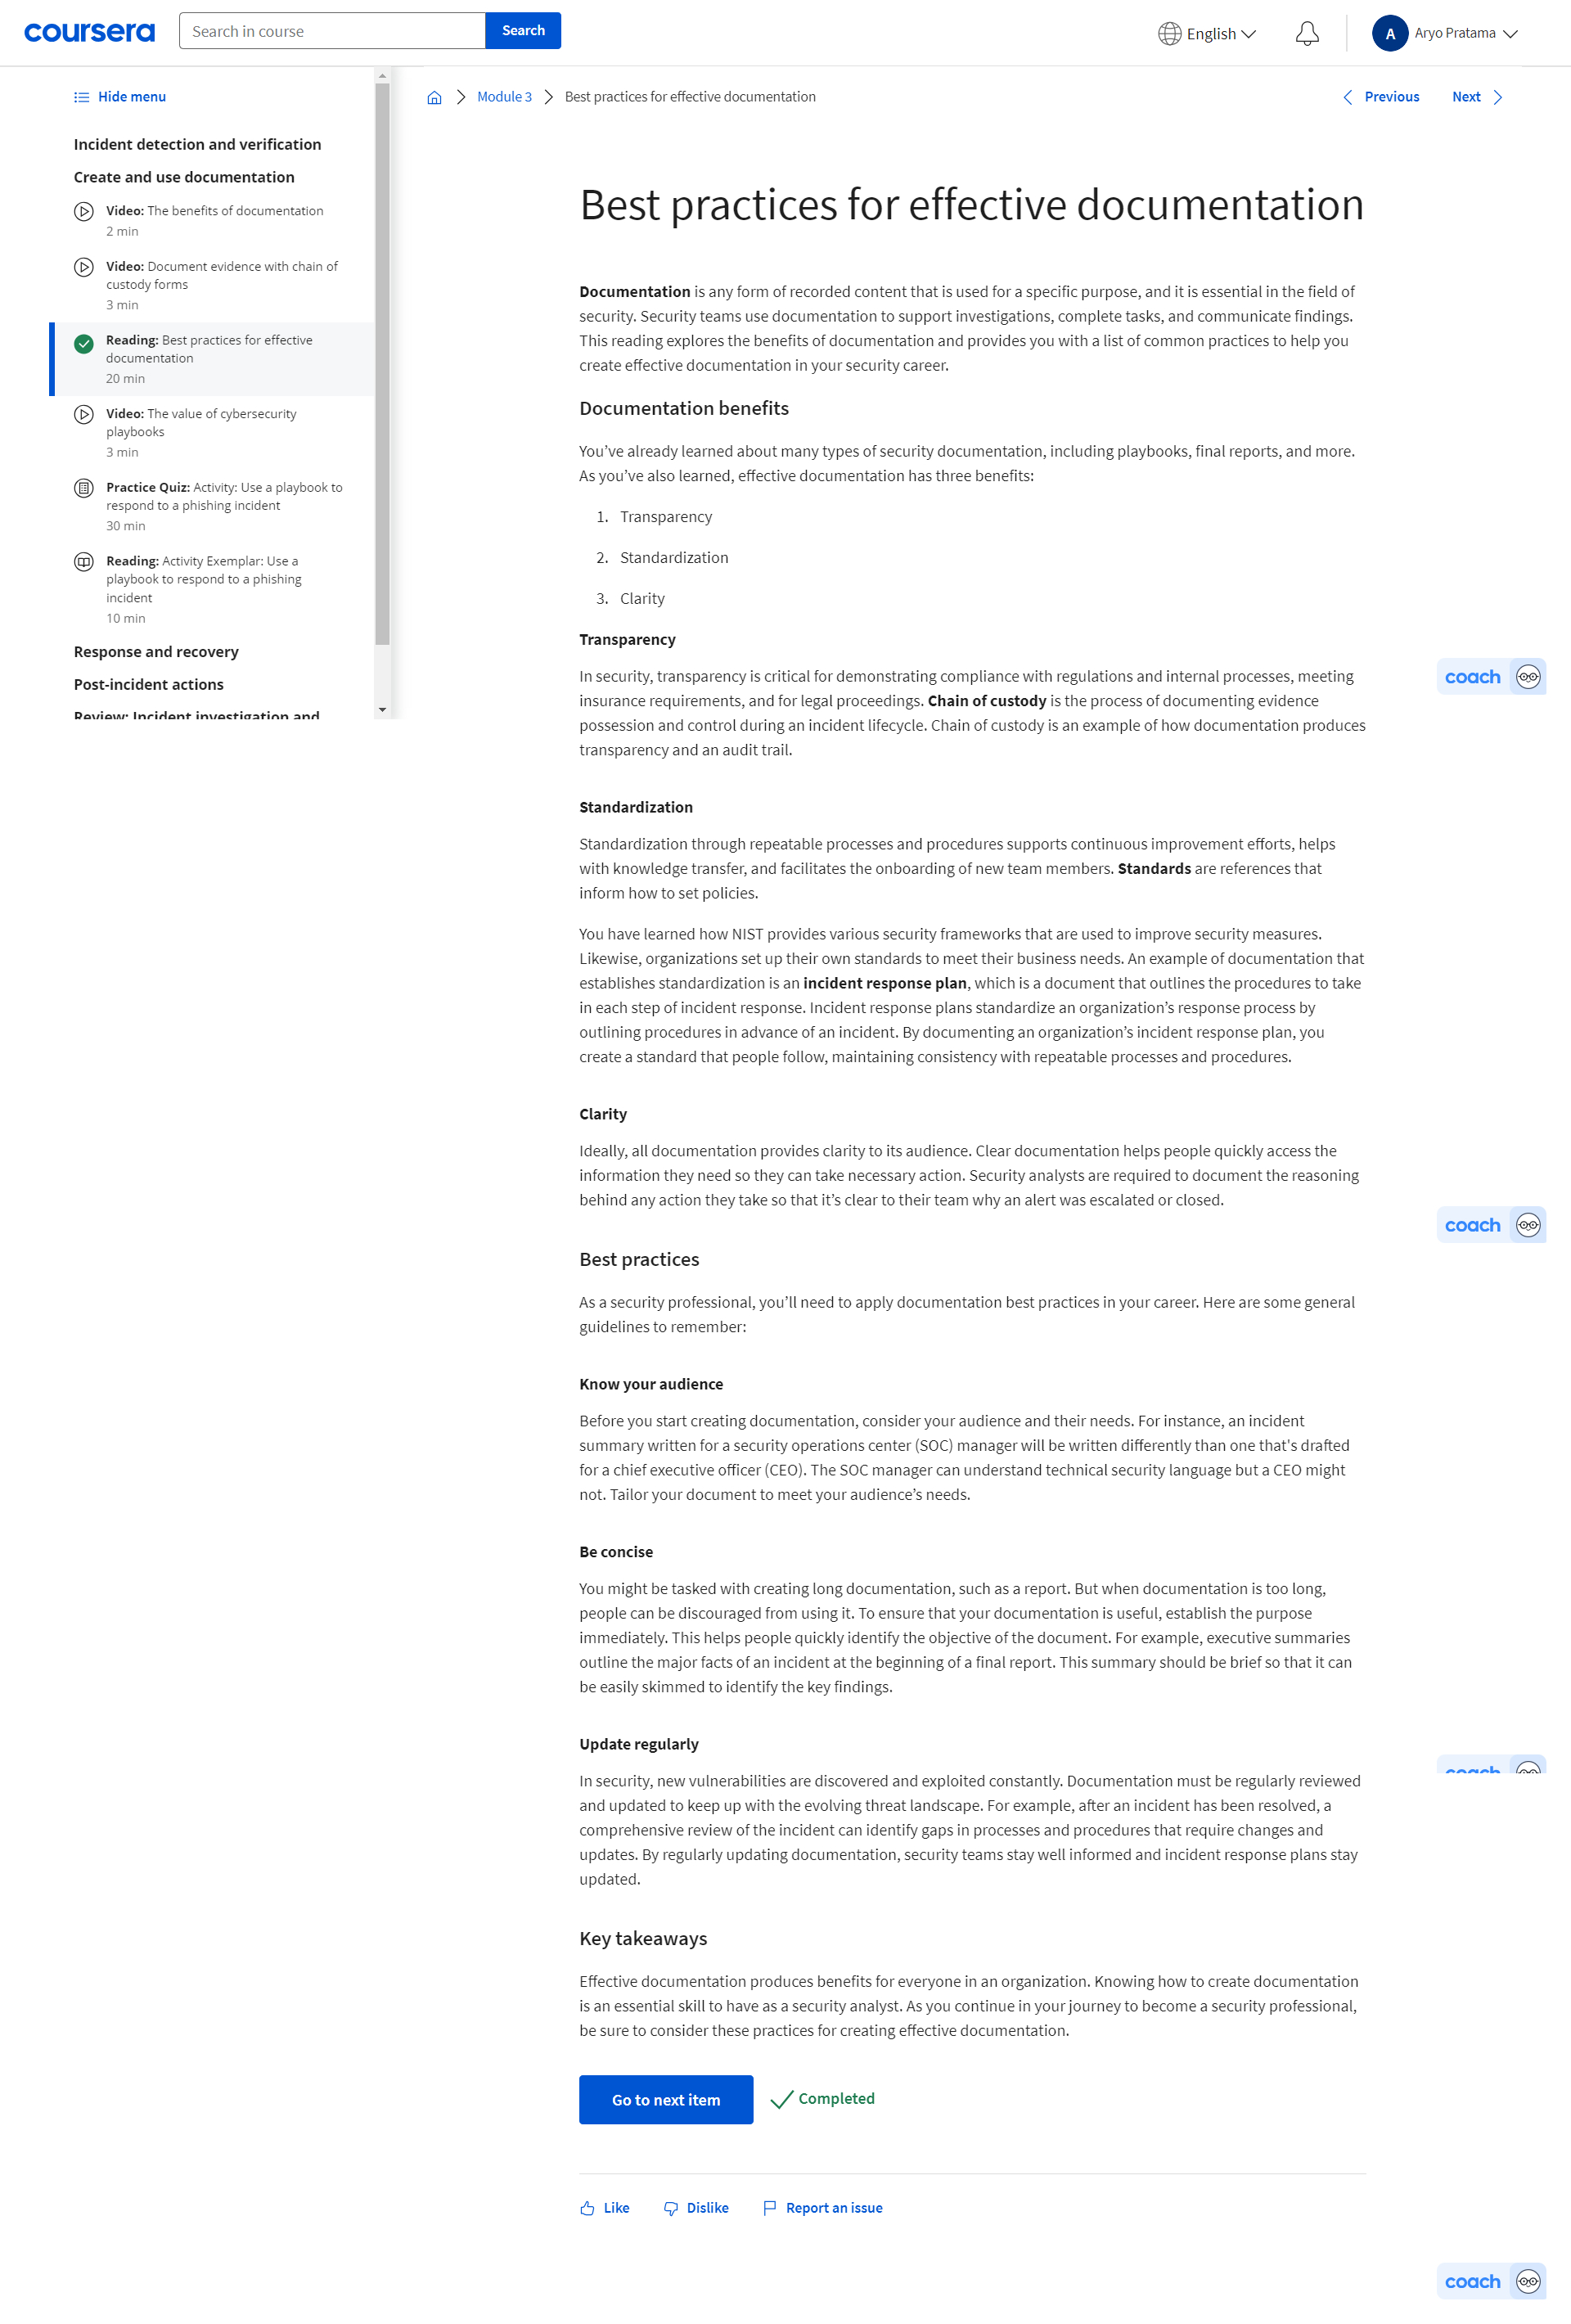 coursera
Search in course
Search
English
A
Aryo Pratama
Hide menu
Incident detection and verification
Create and use documentation
Video: The benefits of documentation
2 min
Video: Document evidence with chain of
custody forms
3 min
Reading: Best practices for effective
documentation
20 min
Video: The value of cybersecurity
playbooks
3 min
Practice Quiz: Activity: Use a playbook to
respond to a phishing incident
30 min
Reading: Activity Exemplar: Use a
playbook to respond to a phishing
incident
10 min
Response and recovery
Post-incident actions
Review: Incident investigation and
Module 3
Best practices for effective documentation
Previous
Next
Best practices for effective documentation
Documentation is any form of recorded content that is used for a specific purpose, and it is essential in the field of
security. Security teams use documentation to support investigations, complete tasks, and communicate findings.
This reading explores the benefits of documentation and provides you with a list of common practices to help you
create effective documentation in your security career.
Documentation benefits
You’ve already learned about many types of security documentation, including playbooks, final reports, and more.
As you’ve also learned, effective documentation has three benefits:
1. Transparency
2. Standardization
3. Clarity
Transparency
In security, transparency is critical for demonstrating compliance with regulations and internal processes, meeting
insurance requirements, and for legal proceedings. Chain of custody is the process of documenting evidence
possession and control during an incident lifecycle. Chain of custody is an example of how documentation produces
transparency and an audit trail.
coach
Standardization
Standardization through repeatable processes and procedures supports continuous improvement efforts, helps
with knowledge transfer, and facilitates the onboarding of new team members. Standards are references that
inform how to set policies.
You have learned how NIST provides various security frameworks that are used to improve security measures.
Likewise, organizations set up their own standards to meet their business needs. An example of documentation that
establishes standardization is an incident response plan, which is a document that outlines the procedures to take
in each step of incident response. Incident response plans standardize an organization’s response process by
outlining procedures in advance of an incident. By documenting an organization’s incident response plan, you
create a standard that people follow, maintaining consistency with repeatable processes and procedures.
Clarity
Ideally, all documentation provides clarity to its audience. Clear documentation helps people quickly access the
information they need so they can take necessary action. Security analysts are required to document the reasoning
behind any action they take so that it’s clear to their team why an alert was escalated or closed.
coach
Best practices
As a security professional, you’ll need to apply documentation best practices in your career. Here are some general
guidelines to remember:
Know your audience
Before you start creating documentation, consider your audience and their needs. For instance, an incident
summary written for a security operations center (SOC) manager will be written differently than one that's drafted
for a chief executive officer (CEO). The SOC manager can understand technical security language but a CEO might
not. Tailor your document to meet your audience’s needs.
Be concise
You might be tasked with creating long documentation, such as a report. But when documentation is too long,
people can be discouraged from using it. To ensure that your documentation is useful, establish the purpose
immediately. This helps people quickly identify the objective of the document. For example, executive summaries
outline the major facts of an incident at the beginning of a final report. This summary should be brief so that it can
be easily skimmed to identify the key findings.
Update regularly
coach
In security, new vulnerabilities are discovered and exploited constantly. Documentation must be regularly reviewed
and updated to keep up with the evolving threat landscape. For example, after an incident has been resolved, a
comprehensive review of the incident can identify gaps in processes and procedures that require changes and
updates. By regularly updating documentation, security teams stay well informed and incident response plans stay
updated.
Key takeaways
Effective documentation produces benefits for everyone in an organization. Knowing how to create documentation
is an essential skill to have as a security analyst. As you continue in your journey to become a security professional,
be sure to consider these practices for creating effective documentation.
Go to next item
Completed
Like
Dislike
Report an issue
coach